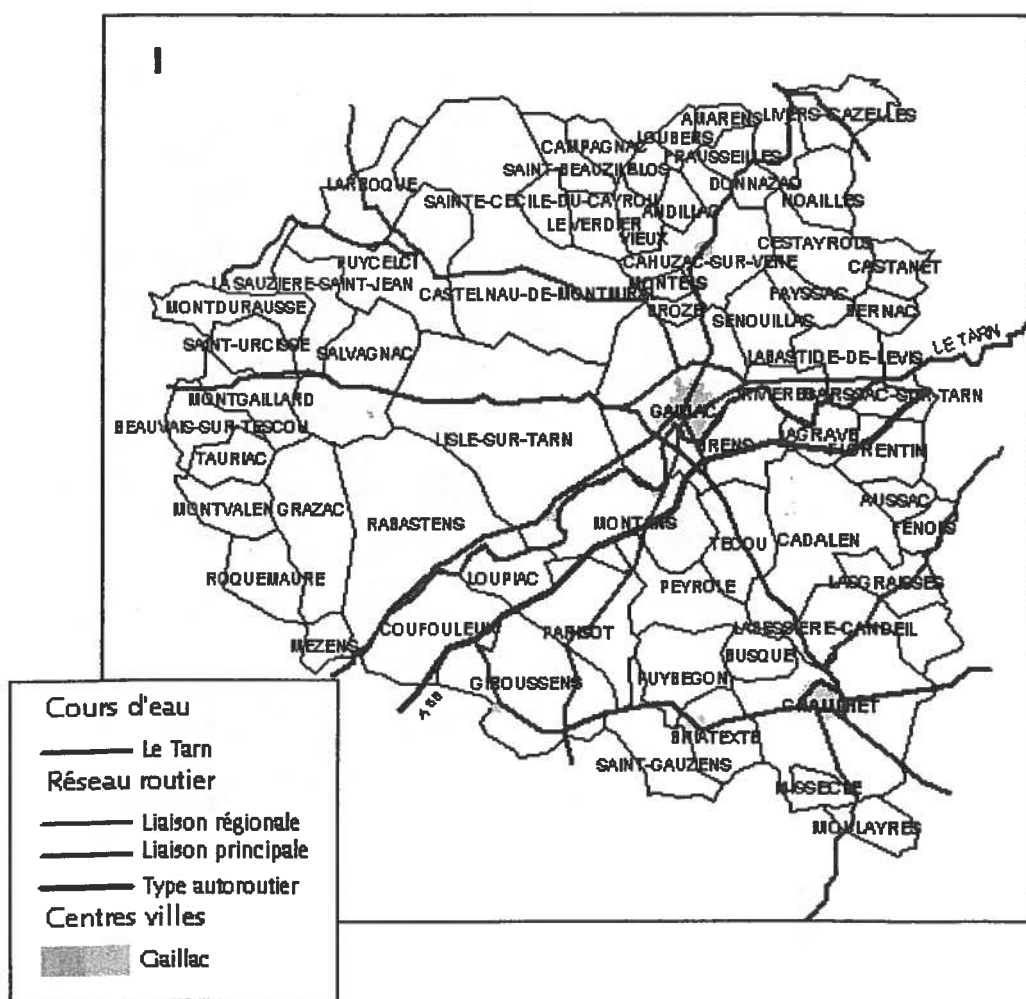 I
AMARENS
LIVERS-CAZELLES
LOUBERS
CAMPAGNAC
FRAUSSEILLES
SAINT-BEAUZILE
LARROQUE
DONNAZAC
SAINTE-CECILE-DU-CAYROU
ANDILLAC
NOAILLES
LE VERDIER
VIEUX
CESTAYROLS
PUYCELCI
CAHUZAC-SUR-VERE
CASTANET
LA SAUZIERE-SAINT-JEAN
MONTELS
CASTELNAU-DE-MONTMIRAL
FAYSSAC
MONTDURAUSSE
BROZE
BERNAC
SENOUILLAC
SAINT-URCISSE
LE TARN
SALVAGNAC
LABASTIDE-DE-LEVIS
MONTGAILLARD
RIVIERES
MARSSAC-SUR-TARN
GAILLAC
BEAUVAIS-SUR-TESCOU
LAGRAVE
LISLE-SUR-TARN
BRENS
FLORENTIN
TAURIAC
AUSSAC
MONTVALEN
GRAZAC
RABASTENS
MONTANS
FENOLS
TECOU
CADALEN
ROQUEMAURE
LOUPIAC
PEYROLE
LASGRAISSES
COUFOULEUX
PARISOT
LABESSIERE-CANDEIL
MEZENS
BUSQUE
GIROUSSENS
PUYBEGON
A 68
GRAULHET
BRIATEXTE
SAINT-GAUZENS
MISSECLE
MOULAYRES
Cours d'eau
Le Tarn
Réseau routier
Liaison régionale
Liaison principale
Type autoroutier
Centres villes
Gaillac